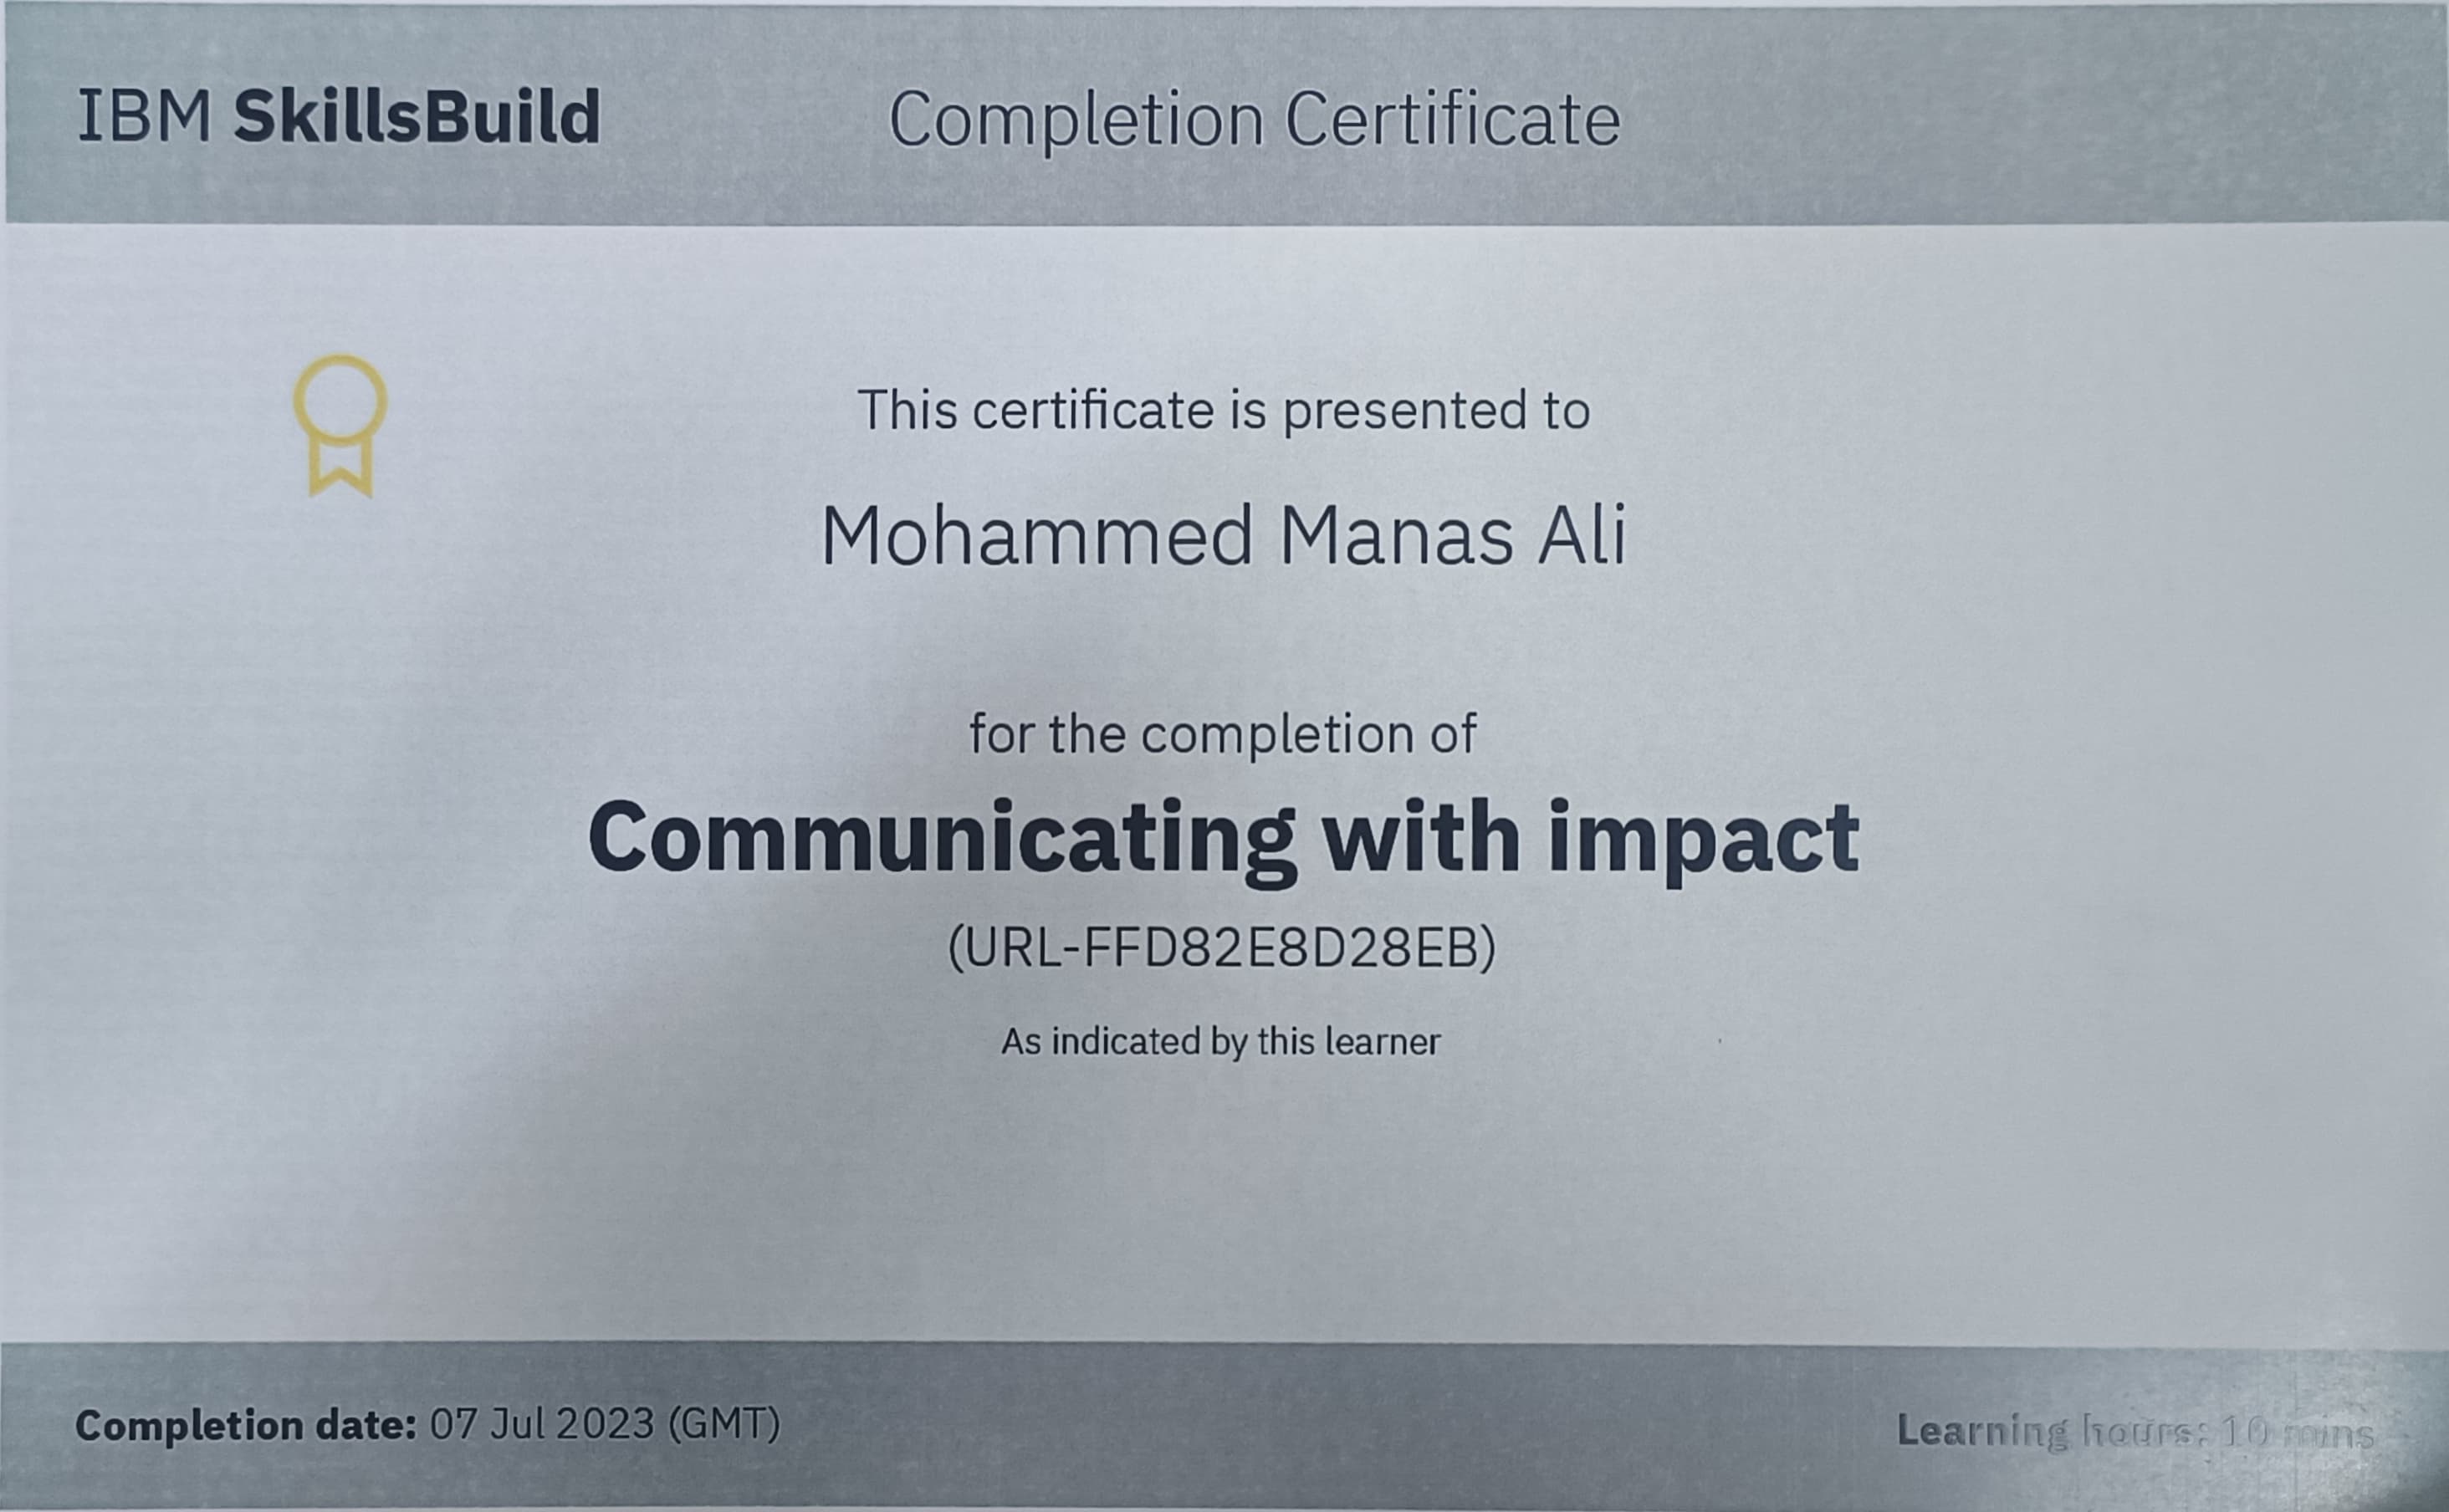 IBM SkillsBuild
Completion Certificate
This certificate is presented to
Mohammed Manas Ali
for the completion of
Communicating with impact
(URL-FFD82E8D28EB)
As indicated by this learner
Completion date: 07 Jul 2023 (GMT)
Learning hours: 10 mins